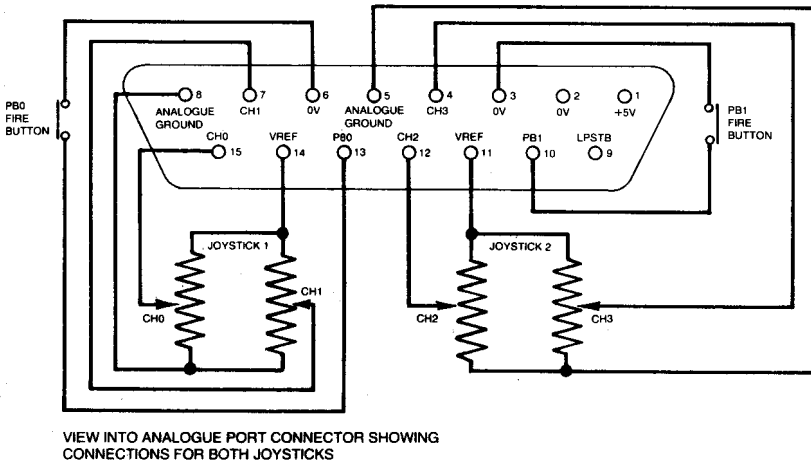 8 7 6 5 4 3 2 1
ANALOGUE
GROUND
CH1
0V
ANALOGUE
GROUND
CH3
0V
0V
+5V
PB0
FIRE
BUTTON
PB1
FIRE
BUTTON
CH0
15
VREF
14
PB0
13
CH2
12
VREF
11
PB1
10
LPSTB
9
JOYSTICK 1
CH0
CH1
JOYSTICK 2
CH2
CH3
VIEW INTO ANALOGUE PORT CONNECTOR SHOWING
CONNECTIONS FOR BOTH JOYSTICKS